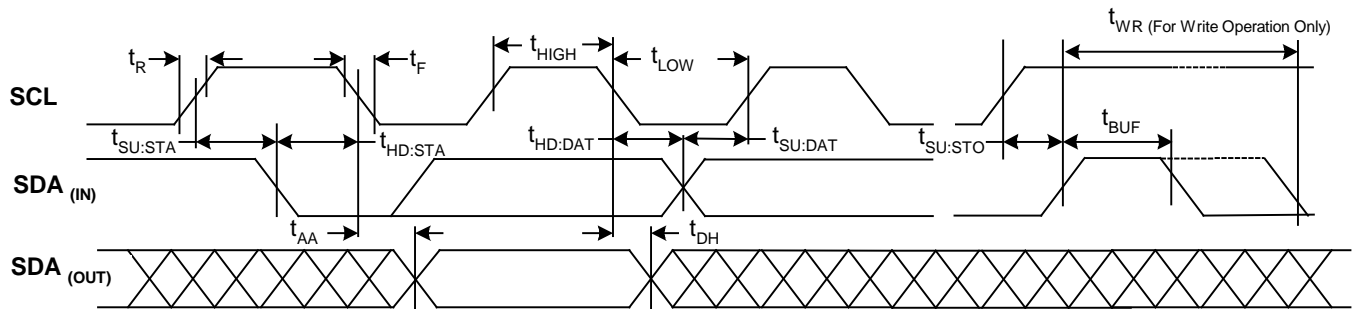 tWR (For Write Operation Only)
tR
tF
tHIGH
tLOW
SCL
tSU:STA
tHD:STA
tHD:DAT
tSU:DAT
tSU:STO
tBUF
SDA (IN)
tAA
tDH
SDA (OUT)